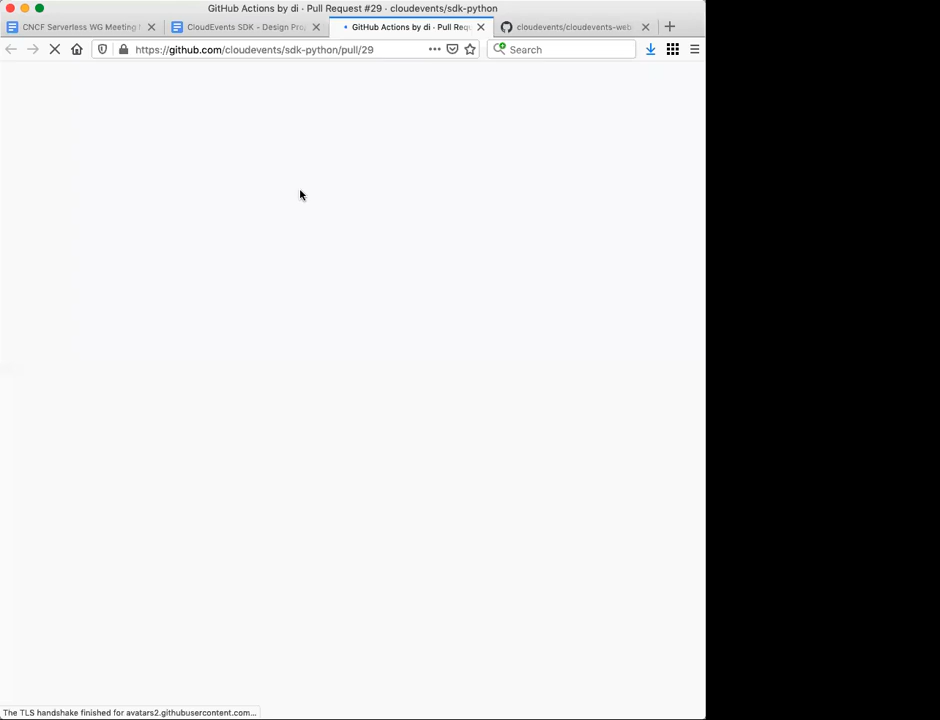 GitHub Actions by di · Pull Request #29 · cloudevents/sdk-python
CNCF Serverless WG Meeting
CloudEvents SDK - Design Pro
GitHub Actions by di · Pull Req
cloudevents/cloudevents-web
https://github.com/cloudevents/sdk-python/pull/29
Search
The TLS handshake finished for avatars2.githubusercontent.com...